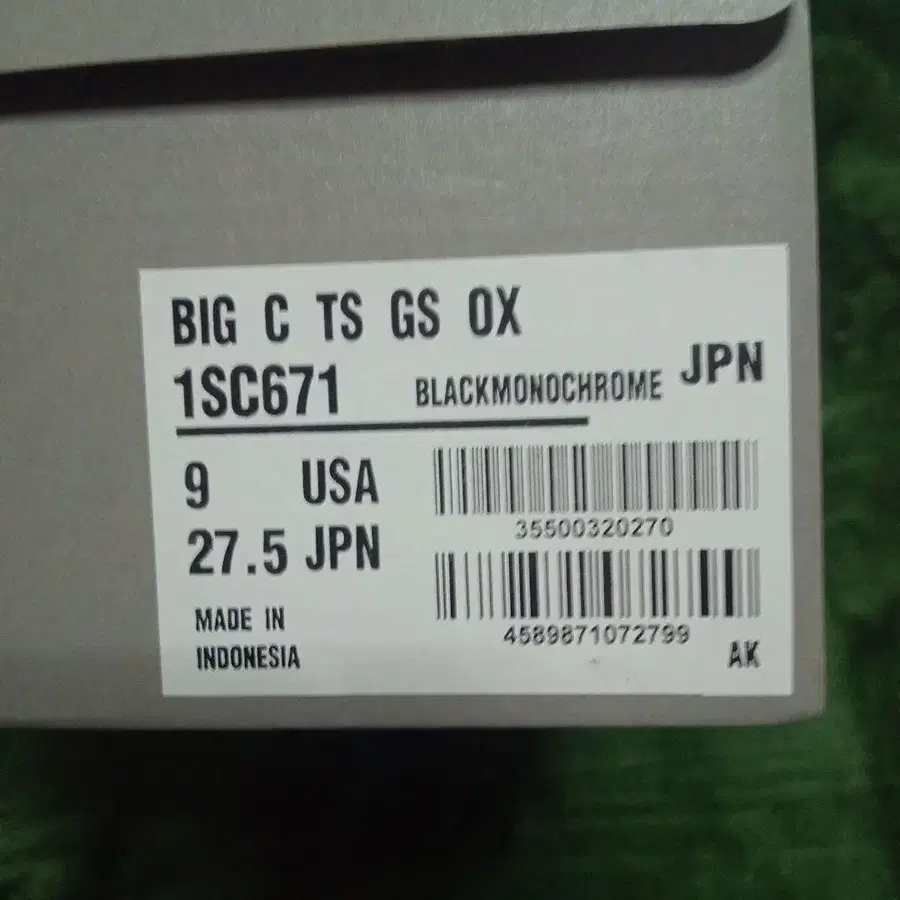 BIG C TS GS OX
1SC671 BLACKMONOCHROME JPN
9 USA
35500320270
27.5 JPN
4589871072799
MADE IN
INDONESIA
AK